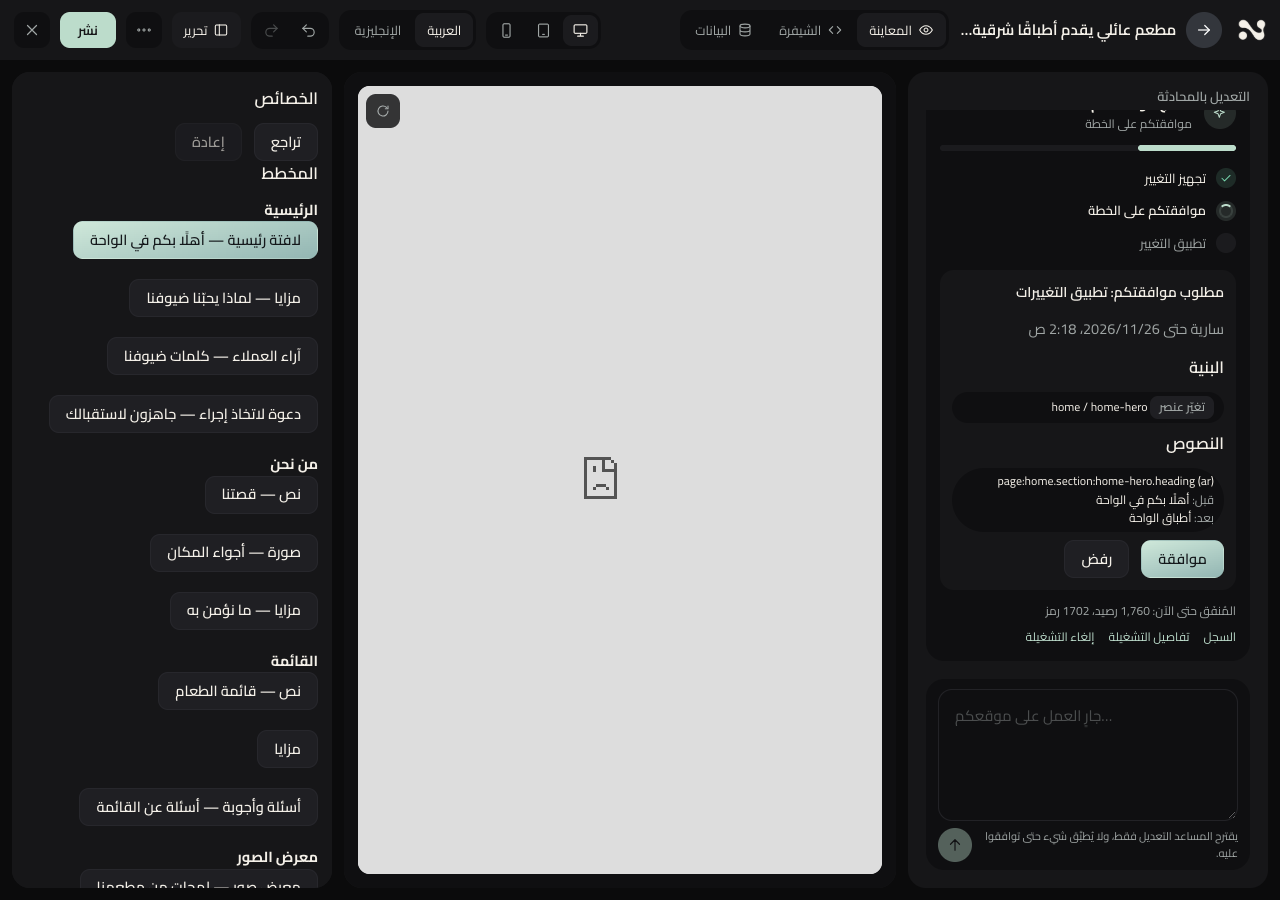 مطعم عائلي يقدم أطباقًا شرقية...
المعاينة
الشيفرة
البيانات
العربية
الإنجليزية
تحرير
نشر
التعديل بالمحادثة
موافقتكم على الخطة
تجهيز التغيير
موافقتكم على الخطة
تطبيق التغيير
مطلوب موافقتكم: تطبيق التغييرات
سارية حتى 2026/11/26، 2:18 ص
البنية
تغيّر عنصر home / home-hero
النصوص
page:home.section:home-hero.heading (ar)
قبل: أهلًا بكم في الواحة
بعد: أطباق الواحة
موافقة
رفض
المُنفَق حتى الآن: 1,760 رصيد، 1702 رمز
السجل
تفاصيل التشغيلة
إلغاء التشغيلة
جارٍ العمل على موقعكم...
يقترح المساعد التعديل فقط، ولا يُطبَّق شيء حتى توافقوا
عليه.
الخصائص
تراجع
إعادة
المخطط
الرئيسية
لافتة رئيسية — أهلًا بكم في الواحة
مزايا — لماذا يحبّنا ضيوفنا
آراء العملاء — كلمات ضيوفنا
دعوة لاتخاذ إجراء — جاهزون لاستقبالك
من نحن
نص — قصتنا
صورة — أجواء المكان
مزايا — ما نؤمن به
القائمة
نص — قائمة الطعام
مزايا
أسئلة وأجوبة — أسئلة عن القائمة
معرض الصور
معرض صور — لمحات من مطعمنا